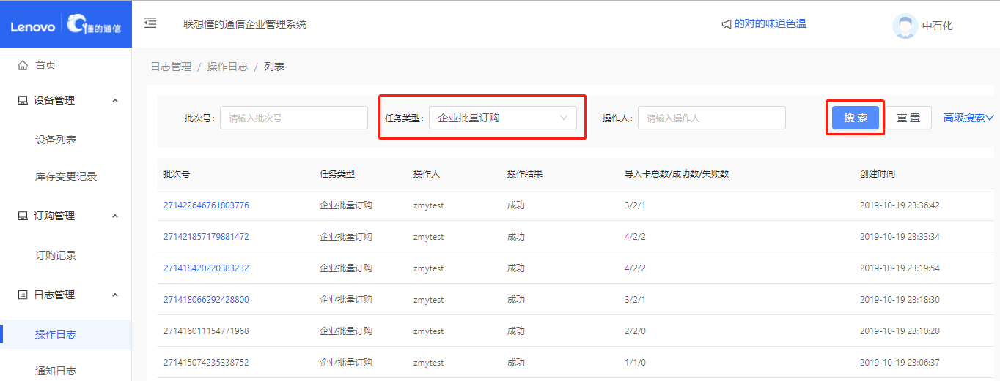 Lenovo 懂的通信
联想懂的通信企业管理系统
的对的味道色温
中石化
首页
设备管理
设备列表
库存变更记录
订购管理
订购记录
日志管理
操作日志
通知日志
日志管理 / 操作日志 / 列表
批次号: 请输入批次号 任务类型: 企业批量订购 操作人: 请输入操作人 搜 索 重 置 高级搜索
批次号 任务类型 操作人 操作结果 导入卡总数/成功数/失败数 创建时间
271422646761803776 企业批量订购 zmytest 成功 3/2/1 2019-10-19 23:36:42
271421857179881472 企业批量订购 zmytest 成功 4/2/2 2019-10-19 23:33:34
271418420220383232 企业批量订购 zmytest 成功 4/2/2 2019-10-19 23:19:54
271418066292428800 企业批量订购 zmytest 成功 3/2/1 2019-10-19 23:18:30
271416011154771968 企业批量订购 zmytest 成功 2/2/0 2019-10-19 23:10:20
271415074235338752 企业批量订购 zmytest 成功 1/1/0 2019-10-19 23:06:37